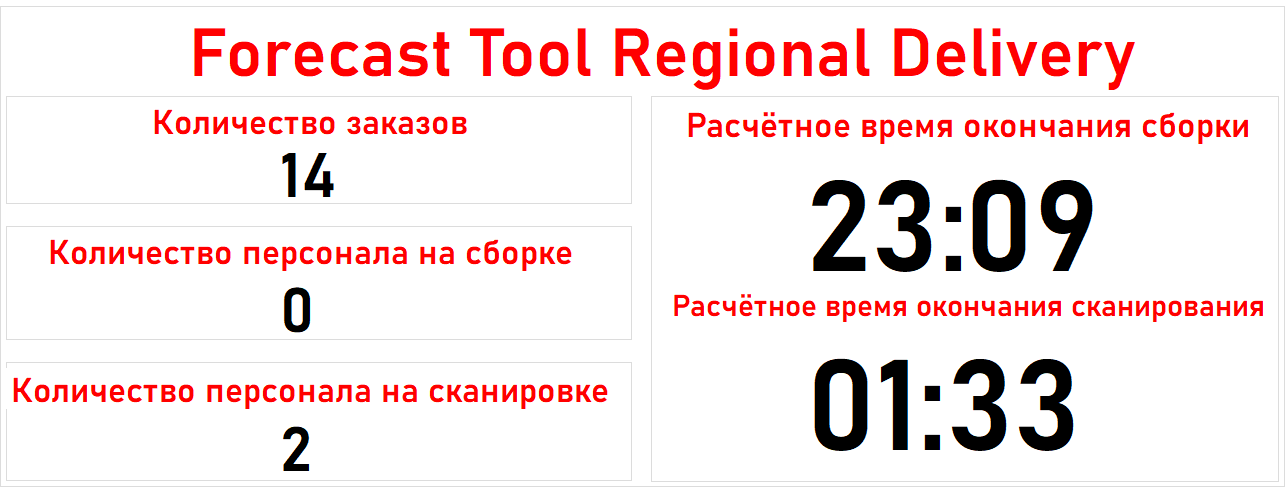 Forecast Tool Regional Delivery
Количество заказов
14
Количество персонала на сборке
0
Количество персонала на сканировке
2
Расчётное время окончания сборки
23:09
Расчётное время окончания сканирования
01:33